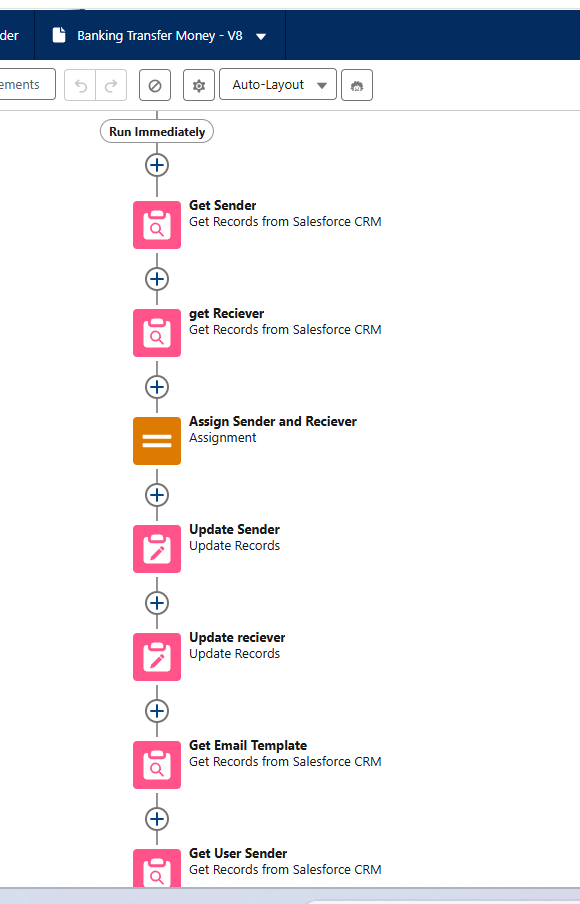 der
Banking Transfer Money - V8
ements
Auto-Layout
Run Immediately
Get Sender
Get Records from Salesforce CRM
get Reciever
Get Records from Salesforce CRM
Assign Sender and Reciever
Assignment
Update Sender
Update Records
Update reciever
Update Records
Get Email Template
Get Records from Salesforce CRM
Get User Sender
Get Records from Salesforce CRM